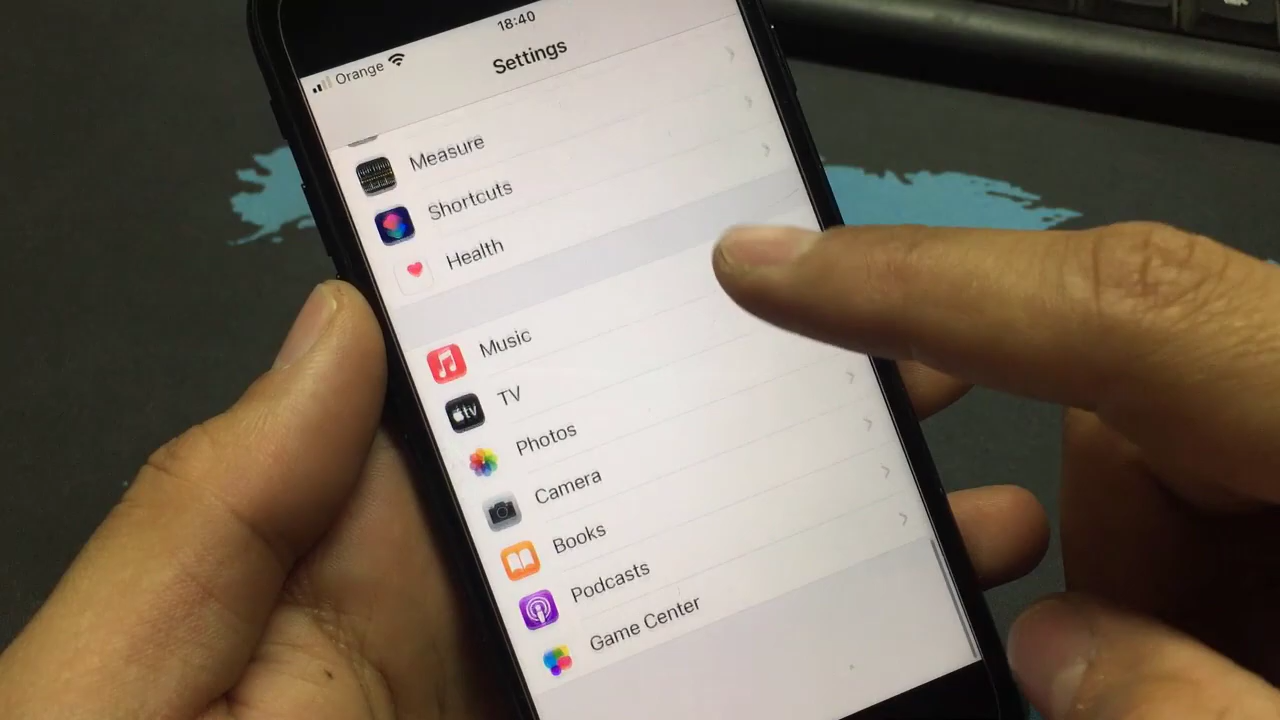 18:40
Orange
Settings
Measure
Shortcuts
Health
Music
TV
Photos
Camera
Books
Podcasts
Game Center